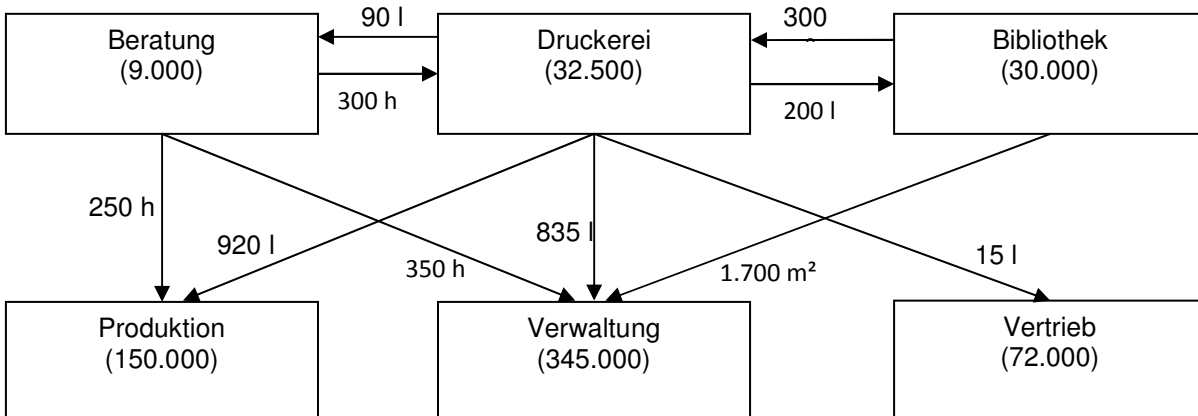 90 l
300
Beratung
(9.000)
Druckerei
(32.500)
Bibliothek
(30.000)
300 h
200 l
250 h
920 l
350 h
835 l
1.700 m²
15 l
Produktion
(150.000)
Verwaltung
(345.000)
Vertrieb
(72.000)